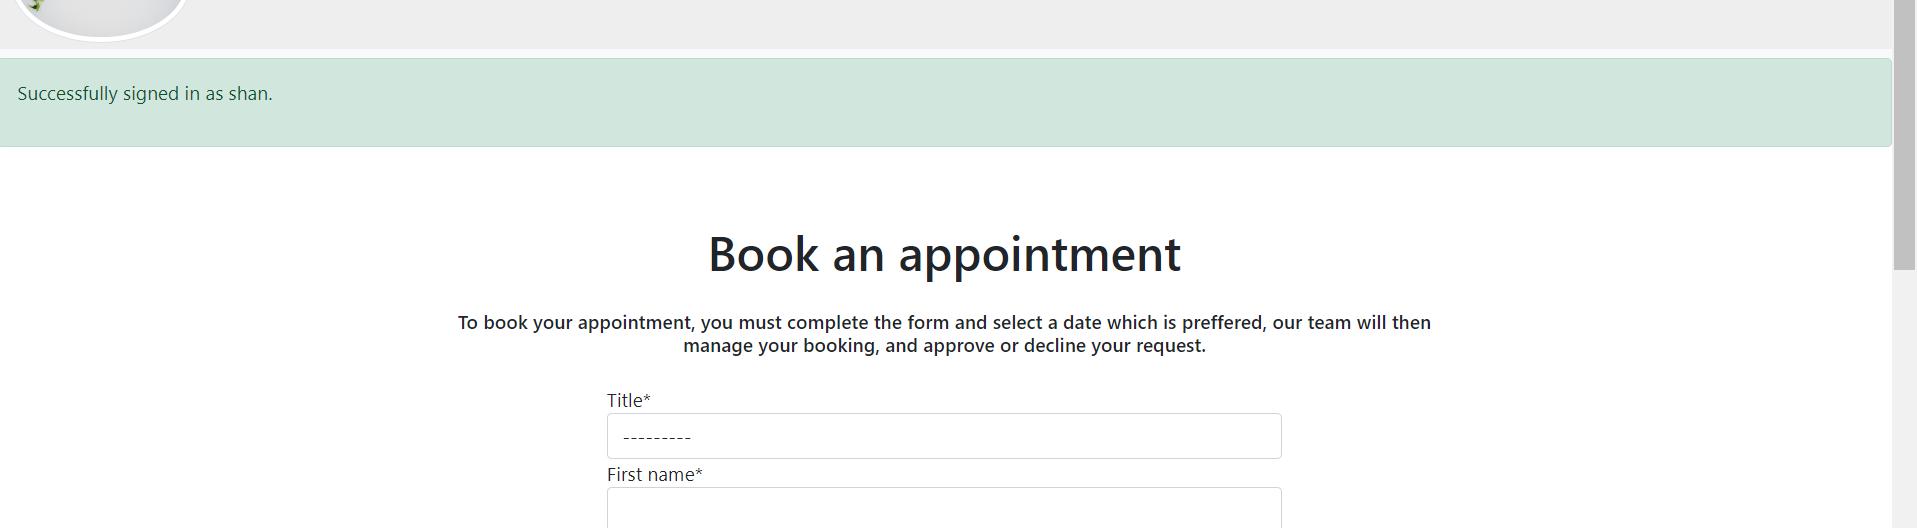 Successfully signed in as shan.
Book an appointment
To book your appointment, you must complete the form and select a date which is preffered, our team will then
manage your booking, and approve or decline your request.
Title*
---------
First name*